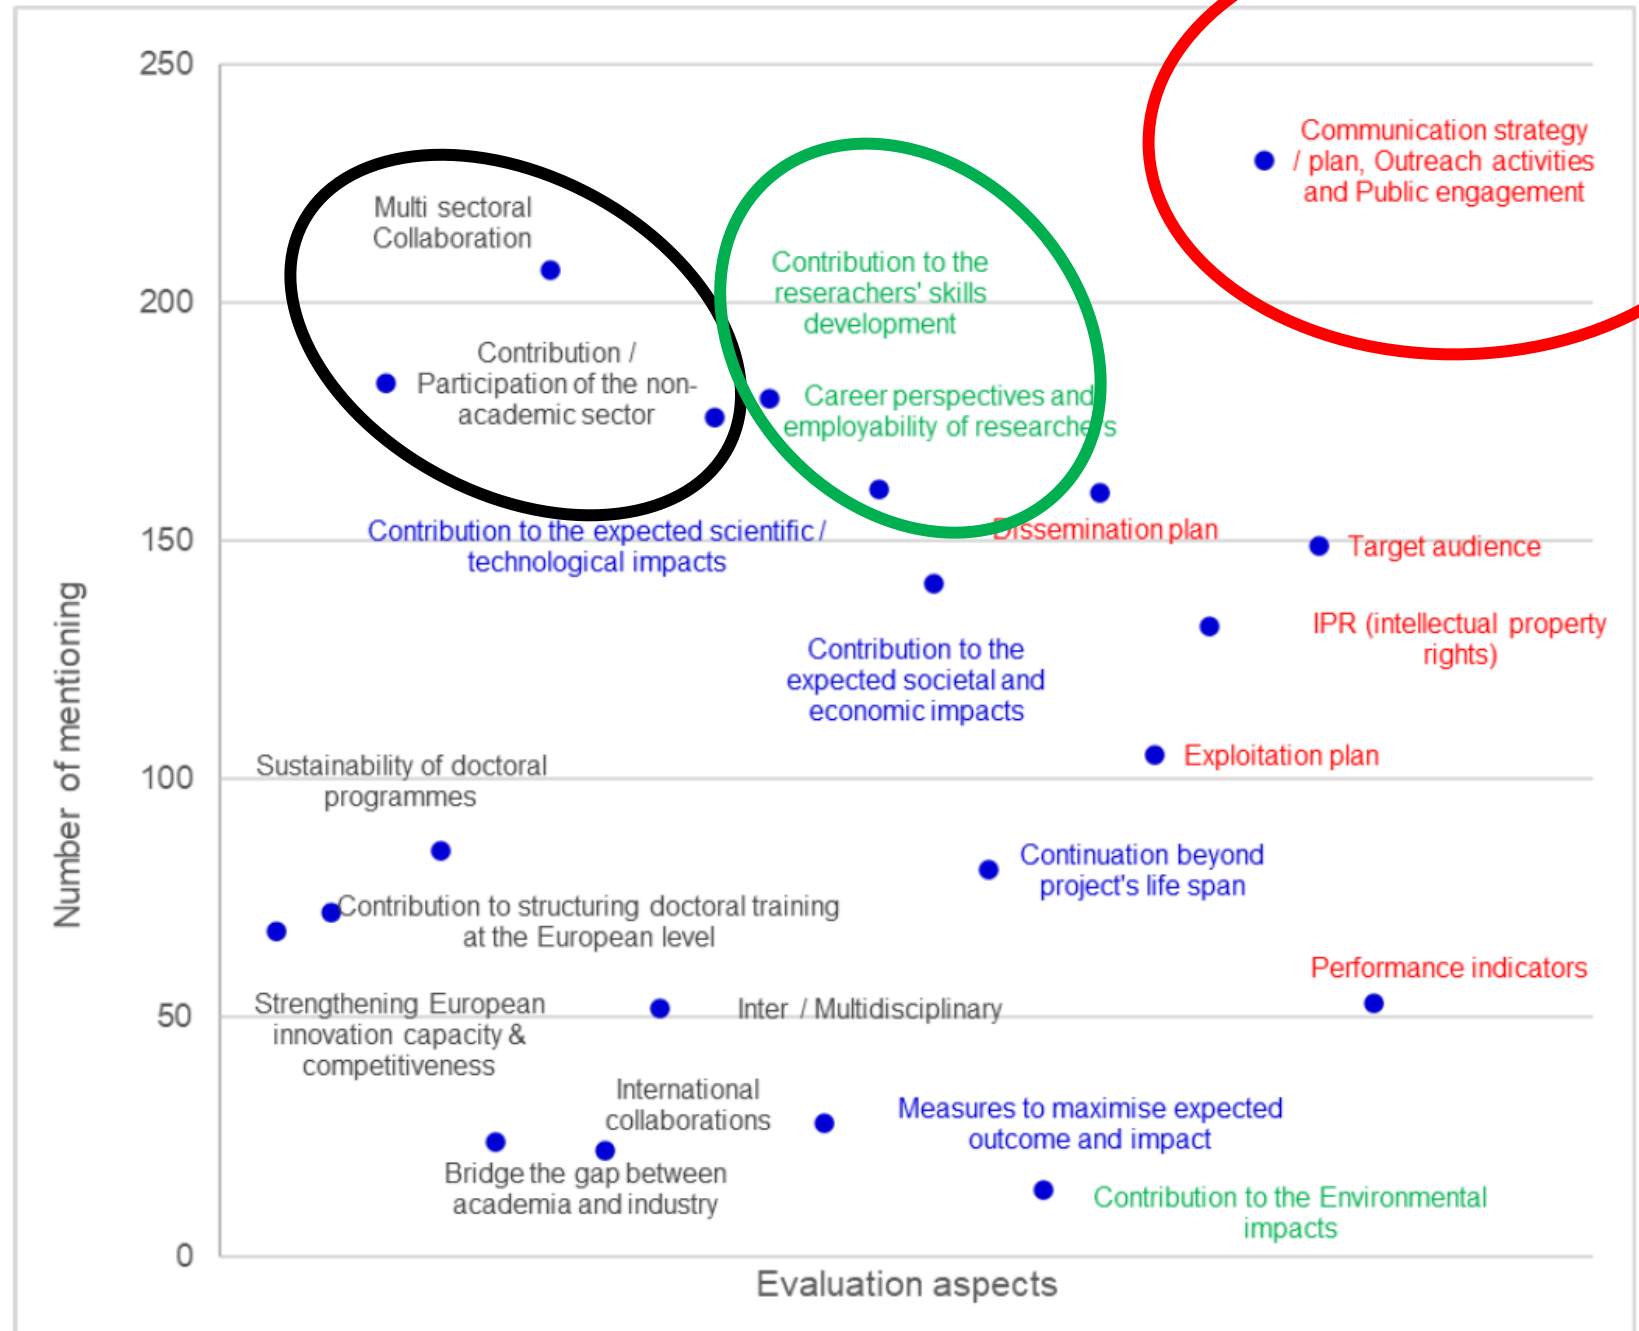 250
Communication strategy
/ plan, Outreach activities
and Public engagement
Multi sectoral
Collaboration
Contribution to the
reserachers' skills
development
200
Contribution /
Participation of the non-
academic sector
Career perspectives and
employability of researchers
Contribution to the expected scientific /
technological impacts
Dissemination plan
150
Target audience
IPR (intellectual property
rights)
Contribution to the
expected societal and
economic impacts
Number of mentioning
Exploitation plan
Sustainability of doctoral
programmes
100
Continuation beyond
project's life span
Contribution to structuring doctoral training
at the European level
Performance indicators
Strengthening European
innovation capacity &
competitiveness
50
Inter / Multidisciplinary
International
collaborations
Measures to maximise expected
outcome and impact
Bridge the gap between
academia and industry
Contribution to the Environmental
impacts
0
Evaluation aspects